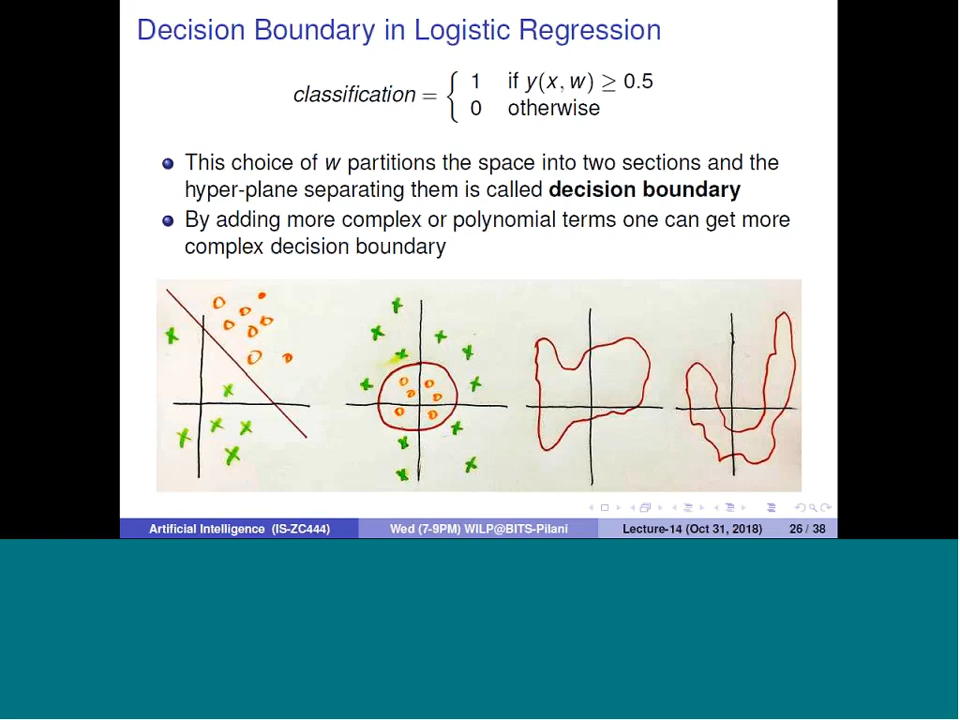 Decision Boundary in Logistic Regression
classification = { 1 if y(x, w) ≥ 0.5
0 otherwise
This choice of w partitions the space into two sections and the
hyper-plane separating them is called decision boundary
By adding more complex or polynomial terms one can get more
complex decision boundary
Artificial Intelligence (IS-ZC444) Wed (7-9PM) WILP@BITS-Pilani Lecture-14 (Oct 31, 2018) 26 / 38